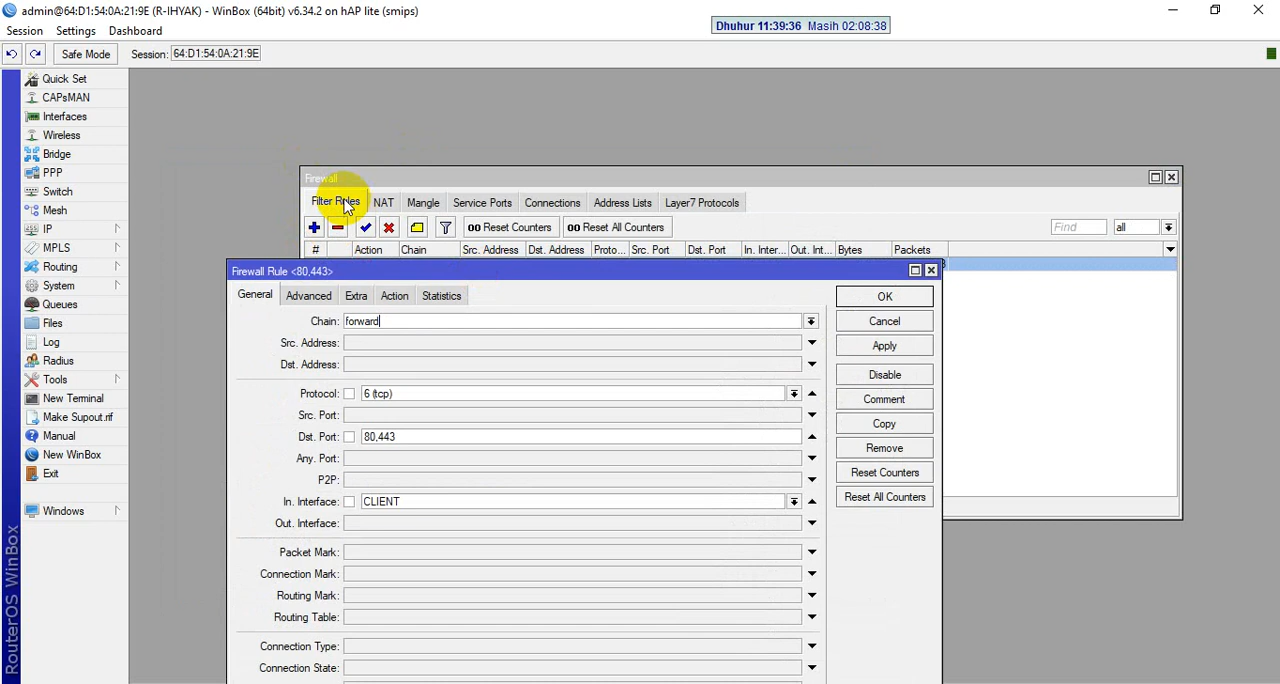 admin@64:D1:54:0A:21:9E (R-IHYAK) - WinBox (64bit) v6.34.2 on hAP lite (smips)
Dhuhur 11:39:36 Masih 02:08:38
Session Settings Dashboard
Safe Mode Session: 64:D1:54:0A:21:9E
Quick Set
CAPsMAN
Interfaces
Wireless
Bridge
PPP
Switch
Mesh
IP
MPLS
Routing
System
Queues
Files
Log
Radius
Tools
New Terminal
Make Supout.rif
Manual
New WinBox
Exit
Windows
RouterOS WinBox
Firewall
Filter Rules NAT Mangle Service Ports Connections Address Lists Layer7 Protocols
oo Reset Counters oo Reset All Counters Find all
# Action Chain Src. Address Dst. Address Proto... Src. Port Dst. Port In. Inter... Out. Int... Bytes Packets
Firewall Rule <80,443>
General Advanced Extra Action Statistics
Chain: forward
Src. Address:
Dst. Address:
Protocol: 6 (tcp)
Src. Port:
Dst. Port: 80,443
Any. Port:
P2P:
In. Interface: CLIENT
Out. Interface:
Packet Mark:
Connection Mark:
Routing Mark:
Routing Table:
Connection Type:
Connection State:
OK
Cancel
Apply
Disable
Comment
Copy
Remove
Reset Counters
Reset All Counters